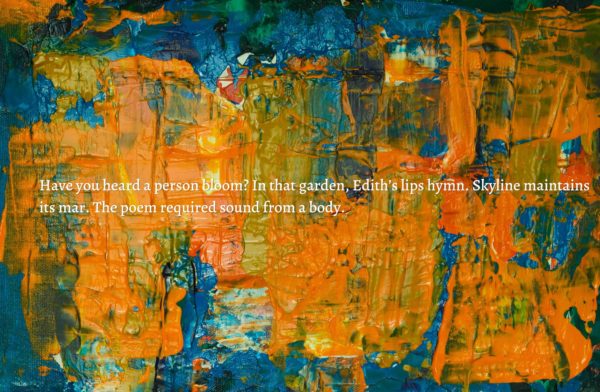 Have you heard a person bloom? In that garden, Edith's lips hymn. Skyline maintains
its mar. The poem required sound from a body.